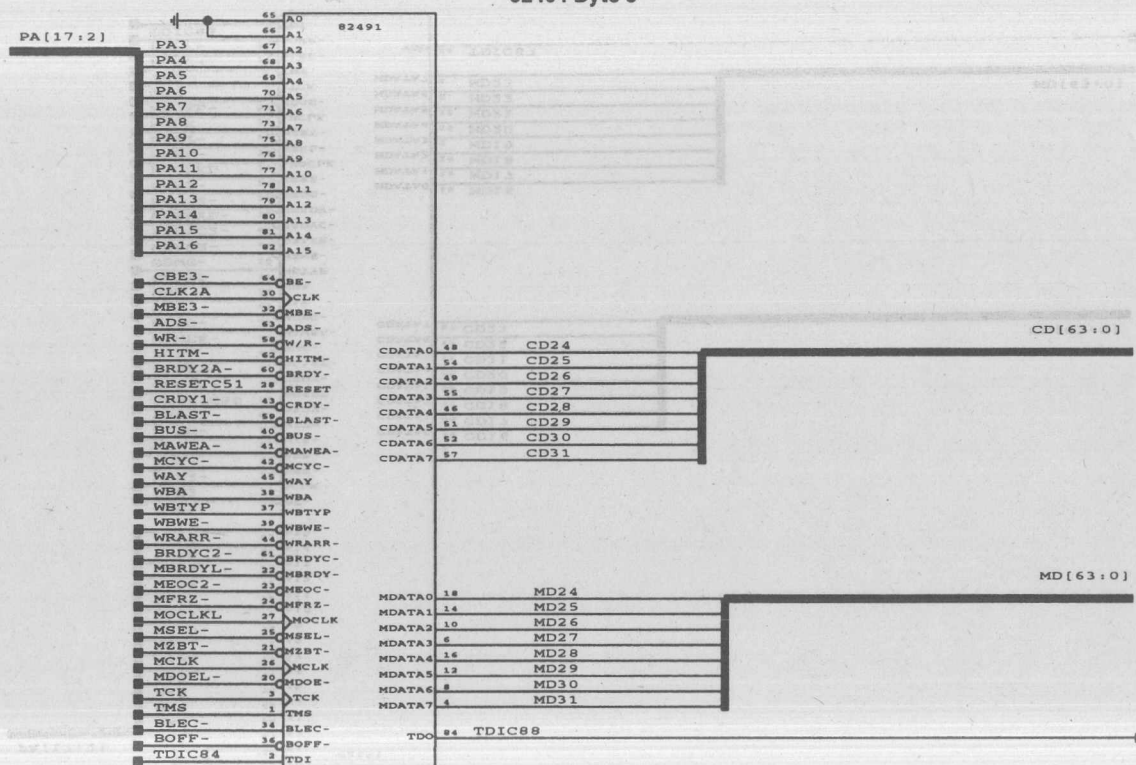 65 A0
82491
66 A1
PA[17:2]
PA3 67 A2
PA4 68 A3
PA5 69 A4
PA6 70 A5
PA7 71 A6
PA8 73 A7
PA9 75 A8
PA10 76 A9
PA11 77 A10
PA12 78 A11
PA13 79 A12
PA14 80 A13
PA15 81 A14
PA16 82 A15
CBE3- 64 BE-
CLK2A 30 CLK
MBE3- 32 MBE-
ADS- 63 ADS-
WR- 58 W/R-
HITM- 62 HITM-
BRDY2A- 60 BRDY-
RESETC51 28 RESET
CRDY1- 43 CRDY-
BLAST- 59 BLAST-
BUS- 40 BUS-
MAWEA- 41 MAWEA-
MCYC- 42 MCYC-
WAY 45 WAY
WBA 38 WBA
WBTYP 37 WBTYP
WBWE- 39 WBWE-
WRARR- 44 WRARR-
BRDYC2- 61 BRDYC-
MBRDYL- 22 MBRDY-
MEOC2- 23 MEOC-
MFRZ- 24 MFRZ-
MOCLKL 27 MOCLK
MSEL- 25 MSEL-
MZBT- 21 MZBT-
MCLK 26 MCLK
MDOEL- 20 MDOE-
TCK 3 TCK
TMS 1 TMS
BLEC- 34 BLEC-
BOFF- 36 BOFF-
TDIC84 2 TDI
CD[63:0]
CDATA0 48 CD24
CDATA1 54 CD25
CDATA2 49 CD26
CDATA3 55 CD27
CDATA4 46 CD28
CDATA5 51 CD29
CDATA6 52 CD30
CDATA7 57 CD31
MD[63:0]
MDATA0 18 MD24
MDATA1 14 MD25
MDATA2 10 MD26
MDATA3 6 MD27
MDATA4 16 MD28
MDATA5 12 MD29
MDATA6 8 MD30
MDATA7 4 MD31
TDO 84 TDIC88